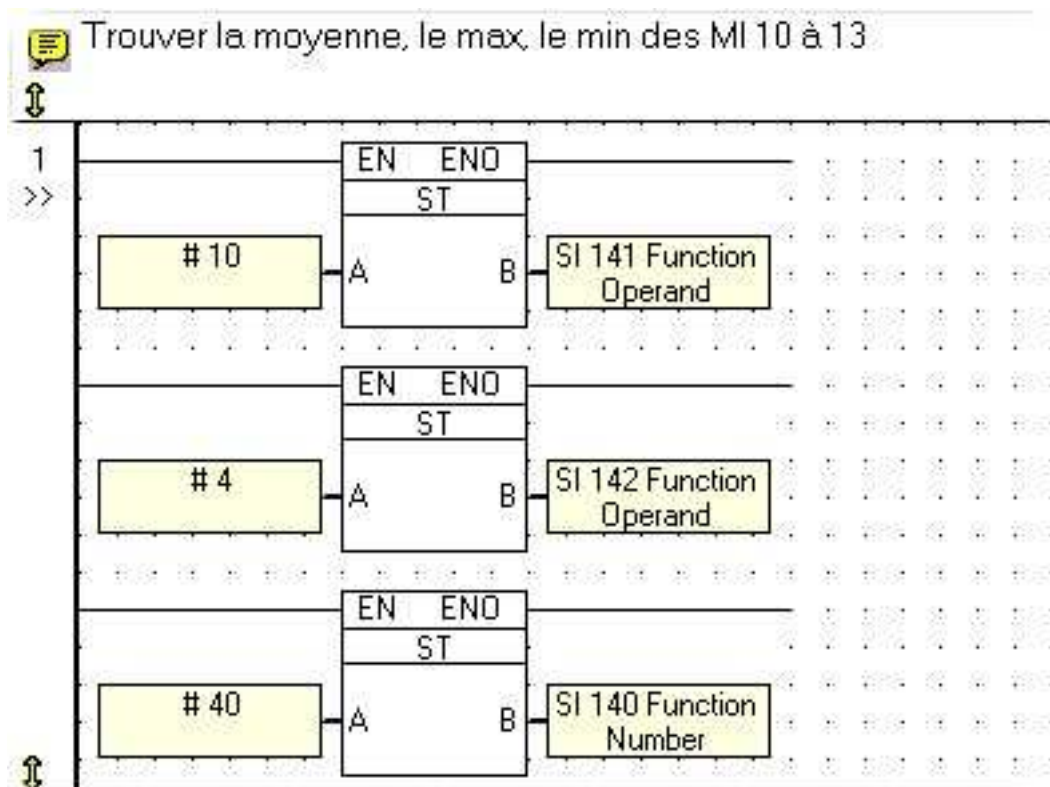 Trouver la moyenne, le max, le min des MI 10 à 13
1
>>
EN ENO
ST
# 10
A B
SI 141 Function
Operand
EN ENO
ST
# 4
A B
SI 142 Function
Operand
EN ENO
ST
# 40
A B
SI 140 Function
Number